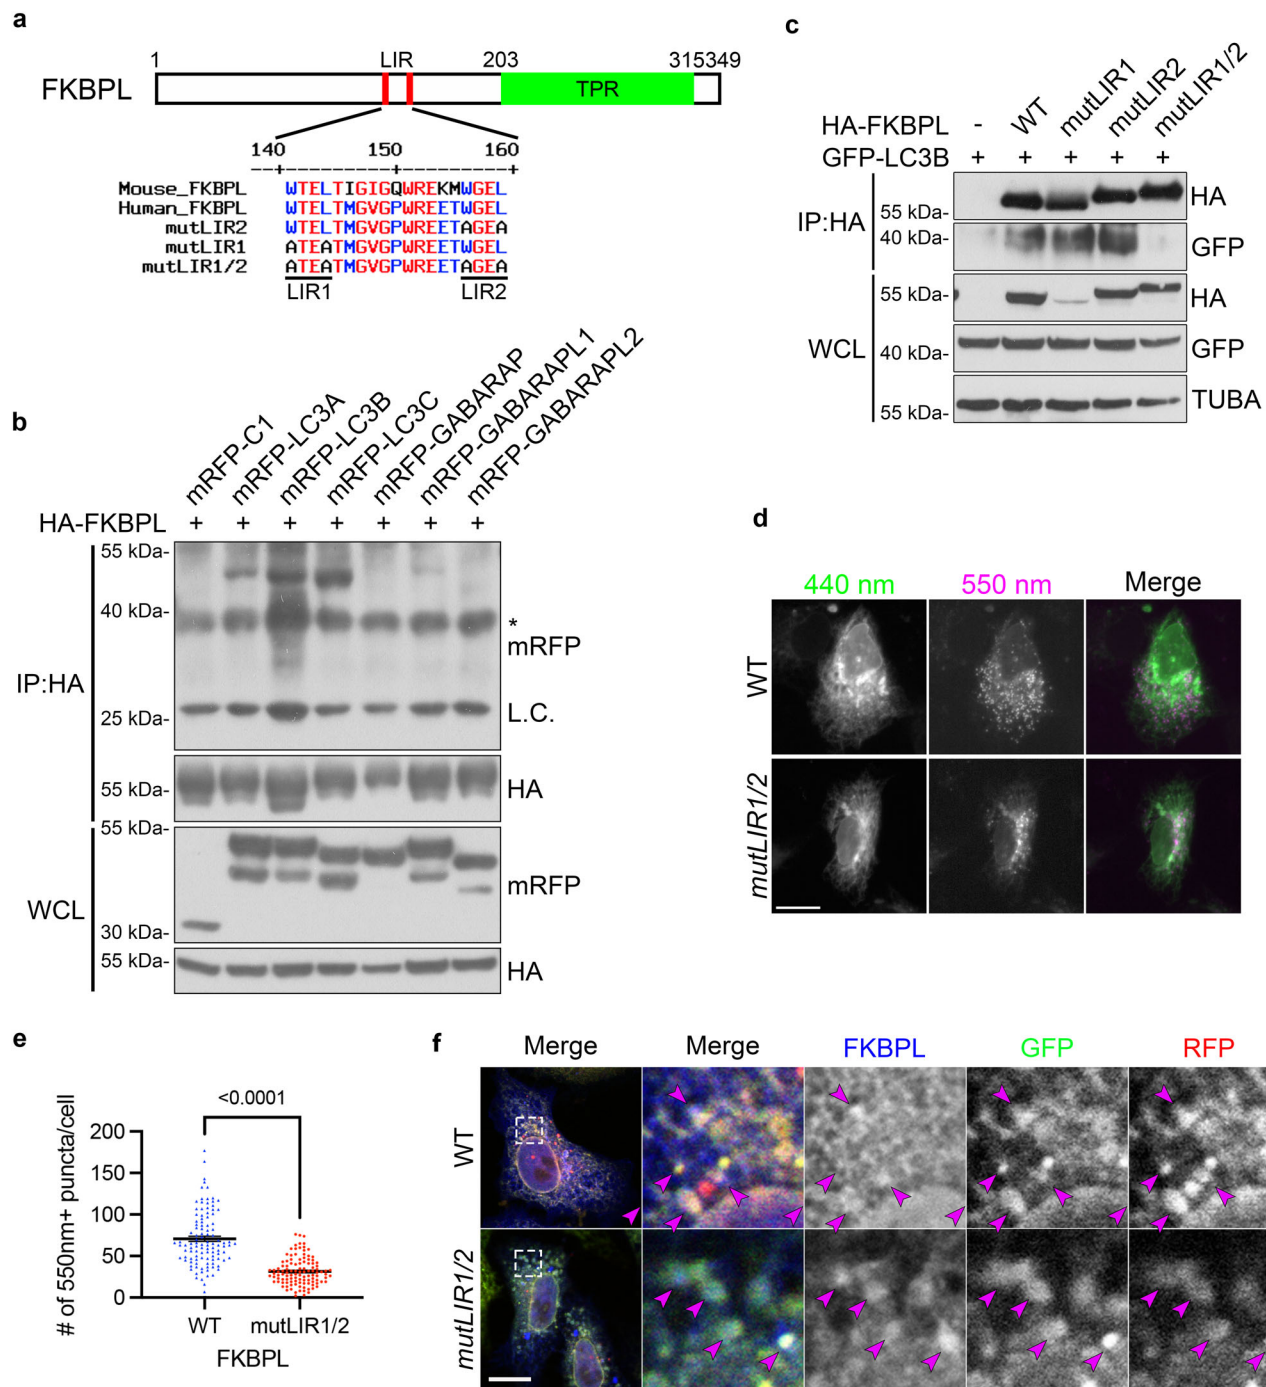 a
1 LIR 203 315 349
FKBPL TPR
140 150 160
Mouse_FKBPL WTELTIGIGQWREKMWGEL
Human_FKBPL WTELTMGVGPWREETWGEL
mutLIR2 WTELTMGVGPWREETAGEA
mutLIR1 ATEATMGVGPWREETWGEL
mutLIR1/2 ATEATMGVGPWREETAGEA
LIR1 LIR2
b
mRFP-C1
mRFP-LC3A
mRFP-LC3B
mRFP-LC3C
mRFP-GABARAP
mRFP-GABARAPL1
mRFP-GABARAPL2
HA-FKBPL + + + + + + +
IP:HA
55 kDa-
40 kDa-
*
mRFP
25 kDa-
L.C.
55 kDa-
HA
WCL
55 kDa-
mRFP
30 kDa-
55 kDa-
HA
c
WT
mutLIR1
mutLIR2
mutLIR1/2
HA-FKBPL -
GFP-LC3B + + + + +
IP:HA
55 kDa-
HA
40 kDa-
GFP
WCL
55 kDa-
HA
40 kDa-
GFP
55 kDa-
TUBA
d
440 nm 550 nm Merge
WT
mutLIR1/2
e
<0.0001
# of 550nm+ puncta/cell
200
150
100
50
0
WT mutLIR1/2
FKBPL
f
Merge Merge FKBPL GFP RFP
WT
mutLIR1/2